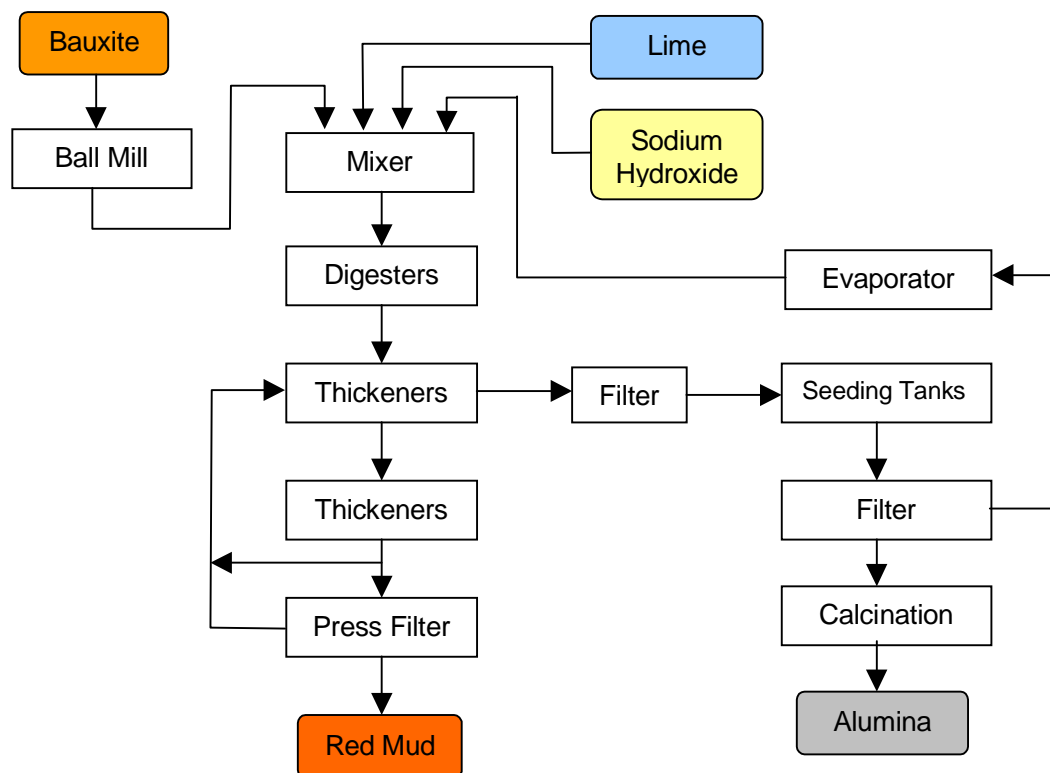 Bauxite
Lime
Ball Mill
Mixer
Sodium
Hydroxide
Digesters
Evaporator
Thickeners
Filter
Seeding Tanks
Thickeners
Filter
Press Filter
Calcination
Red Mud
Alumina